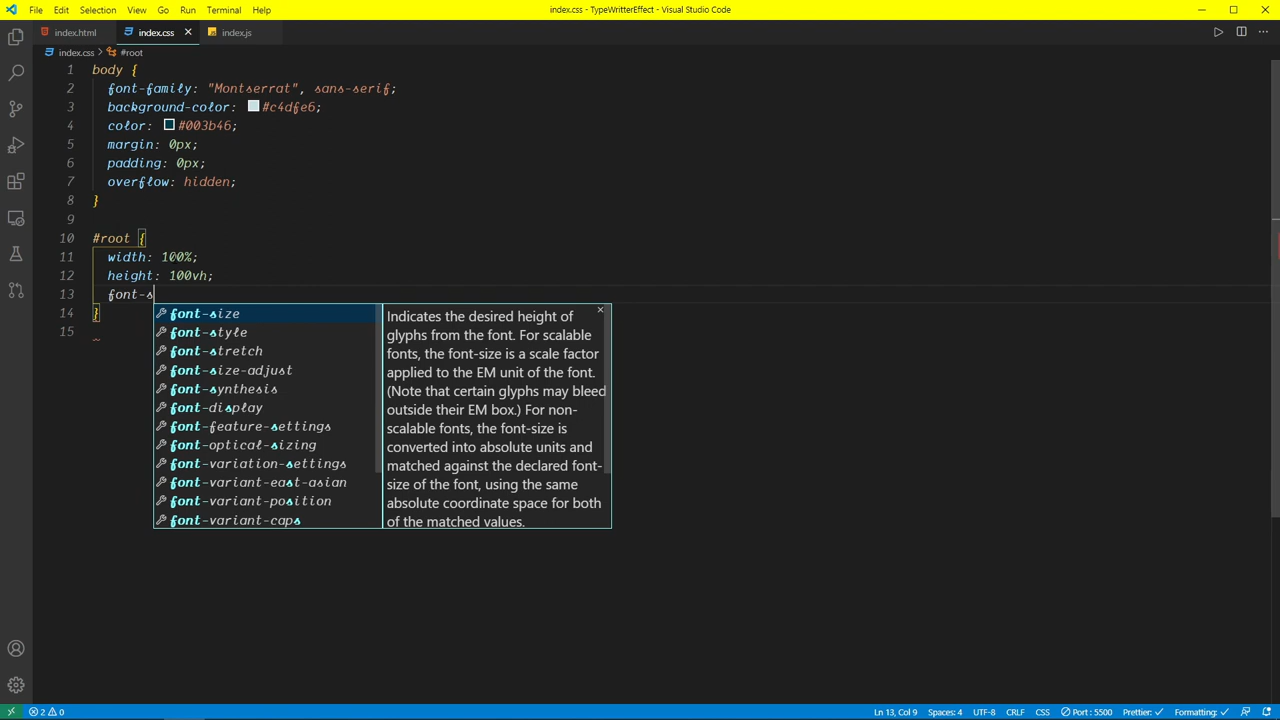 File Edit Selection View Go Run Terminal Help index.css - TypeWritterEffect - Visual Studio Code
index.html index.css index.js
index.css > #root
1 body {
2 font-family: "Montserrat", sans-serif;
3 background-color: #c4dfe6;
4 color: #003b46;
5 margin: 0px;
6 padding: 0px;
7 overflow: hidden;
8 }
9
10 #root {
11 width: 100%;
12 height: 100vh;
13 font-s
14 }
15
font-size
font-style
font-stretch
font-size-adjust
font-synthesis
font-display
font-feature-settings
font-optical-sizing
font-variation-settings
font-variant-east-asian
font-variant-position
font-variant-caps
Indicates the desired height of
glyphs from the font. For scalable
fonts, the font-size is a scale factor
applied to the EM unit of the font.
(Note that certain glyphs may bleed
outside their EM box.) For non-
scalable fonts, the font-size is
converted into absolute units and
matched against the declared font-
size of the font, using the same
absolute coordinate space for both
of the matched values.
2 0 Ln 13, Col 9 Spaces: 4 UTF-8 CRLF CSS Port : 5500 Prettier: ✓ Formatting: ✓